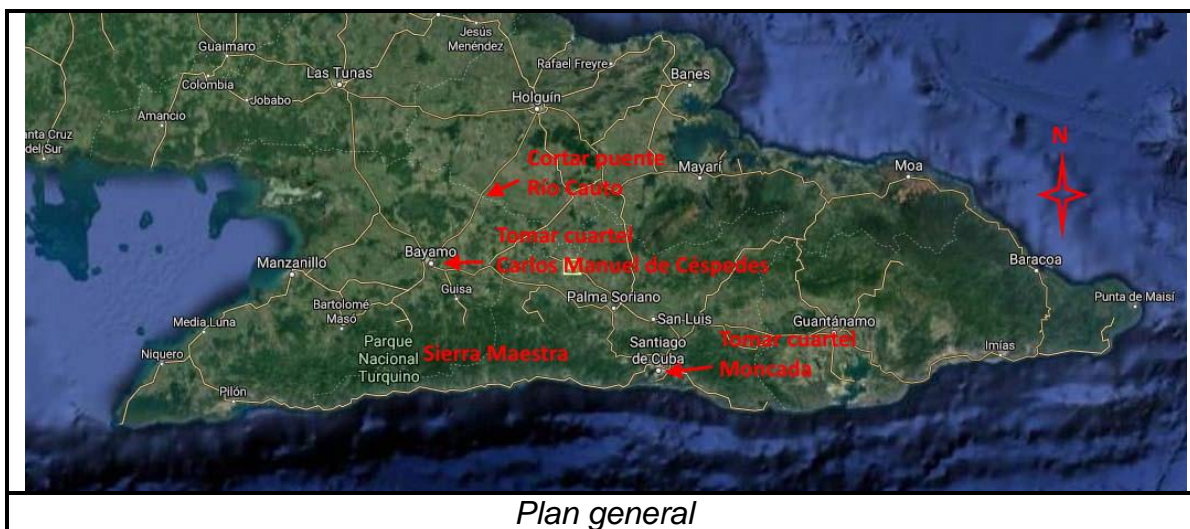 Jesús
Menéndez
Guaimaro
Rafael Freyre
Las Tunas
Banes
Colombia
Jobabo
Holguín
Amancio
anta Cruz
del Sur
N
Cortar puente
Río Cauto
Mayarí
Moa
Tomar cuartel
Bayamo
Carlos Manuel de Céspedes
Manzanillo
Baracoa
Guisa
Palma Soriano
Punta de Maisí
Bartolomé
Masó
Media Luna
San Luis
Guantánamo
Parque
Nacional
Turquino
Sierra Maestra
Santiago
de Cuba
Tomar cuartel
Moncada
Imías
Niquero
Pilón
Plan general